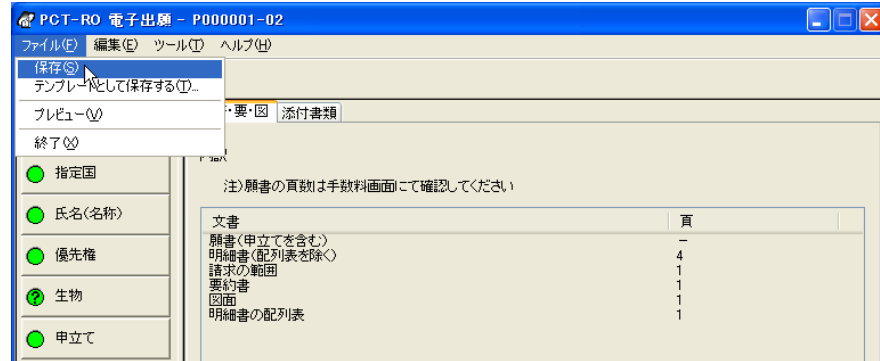 PCT-RO 電子出願 - P000001-02
ファイル(F) 編集(E) ツール(T) ヘルプ(H)
保存(S)
テンプレートとして保存する(T)...
プレビュー(V)
終了(X)
・要・図 添付書類
注)願書の頁数は手数料画面にて確認してください
指定国
氏名(名称)
優先権
生物
申立て
文書 頁
願書(申立てを含む) -
明細書(配列表を除く) 4
請求の範囲 1
要約書 1
図面 1
明細書の配列表 1